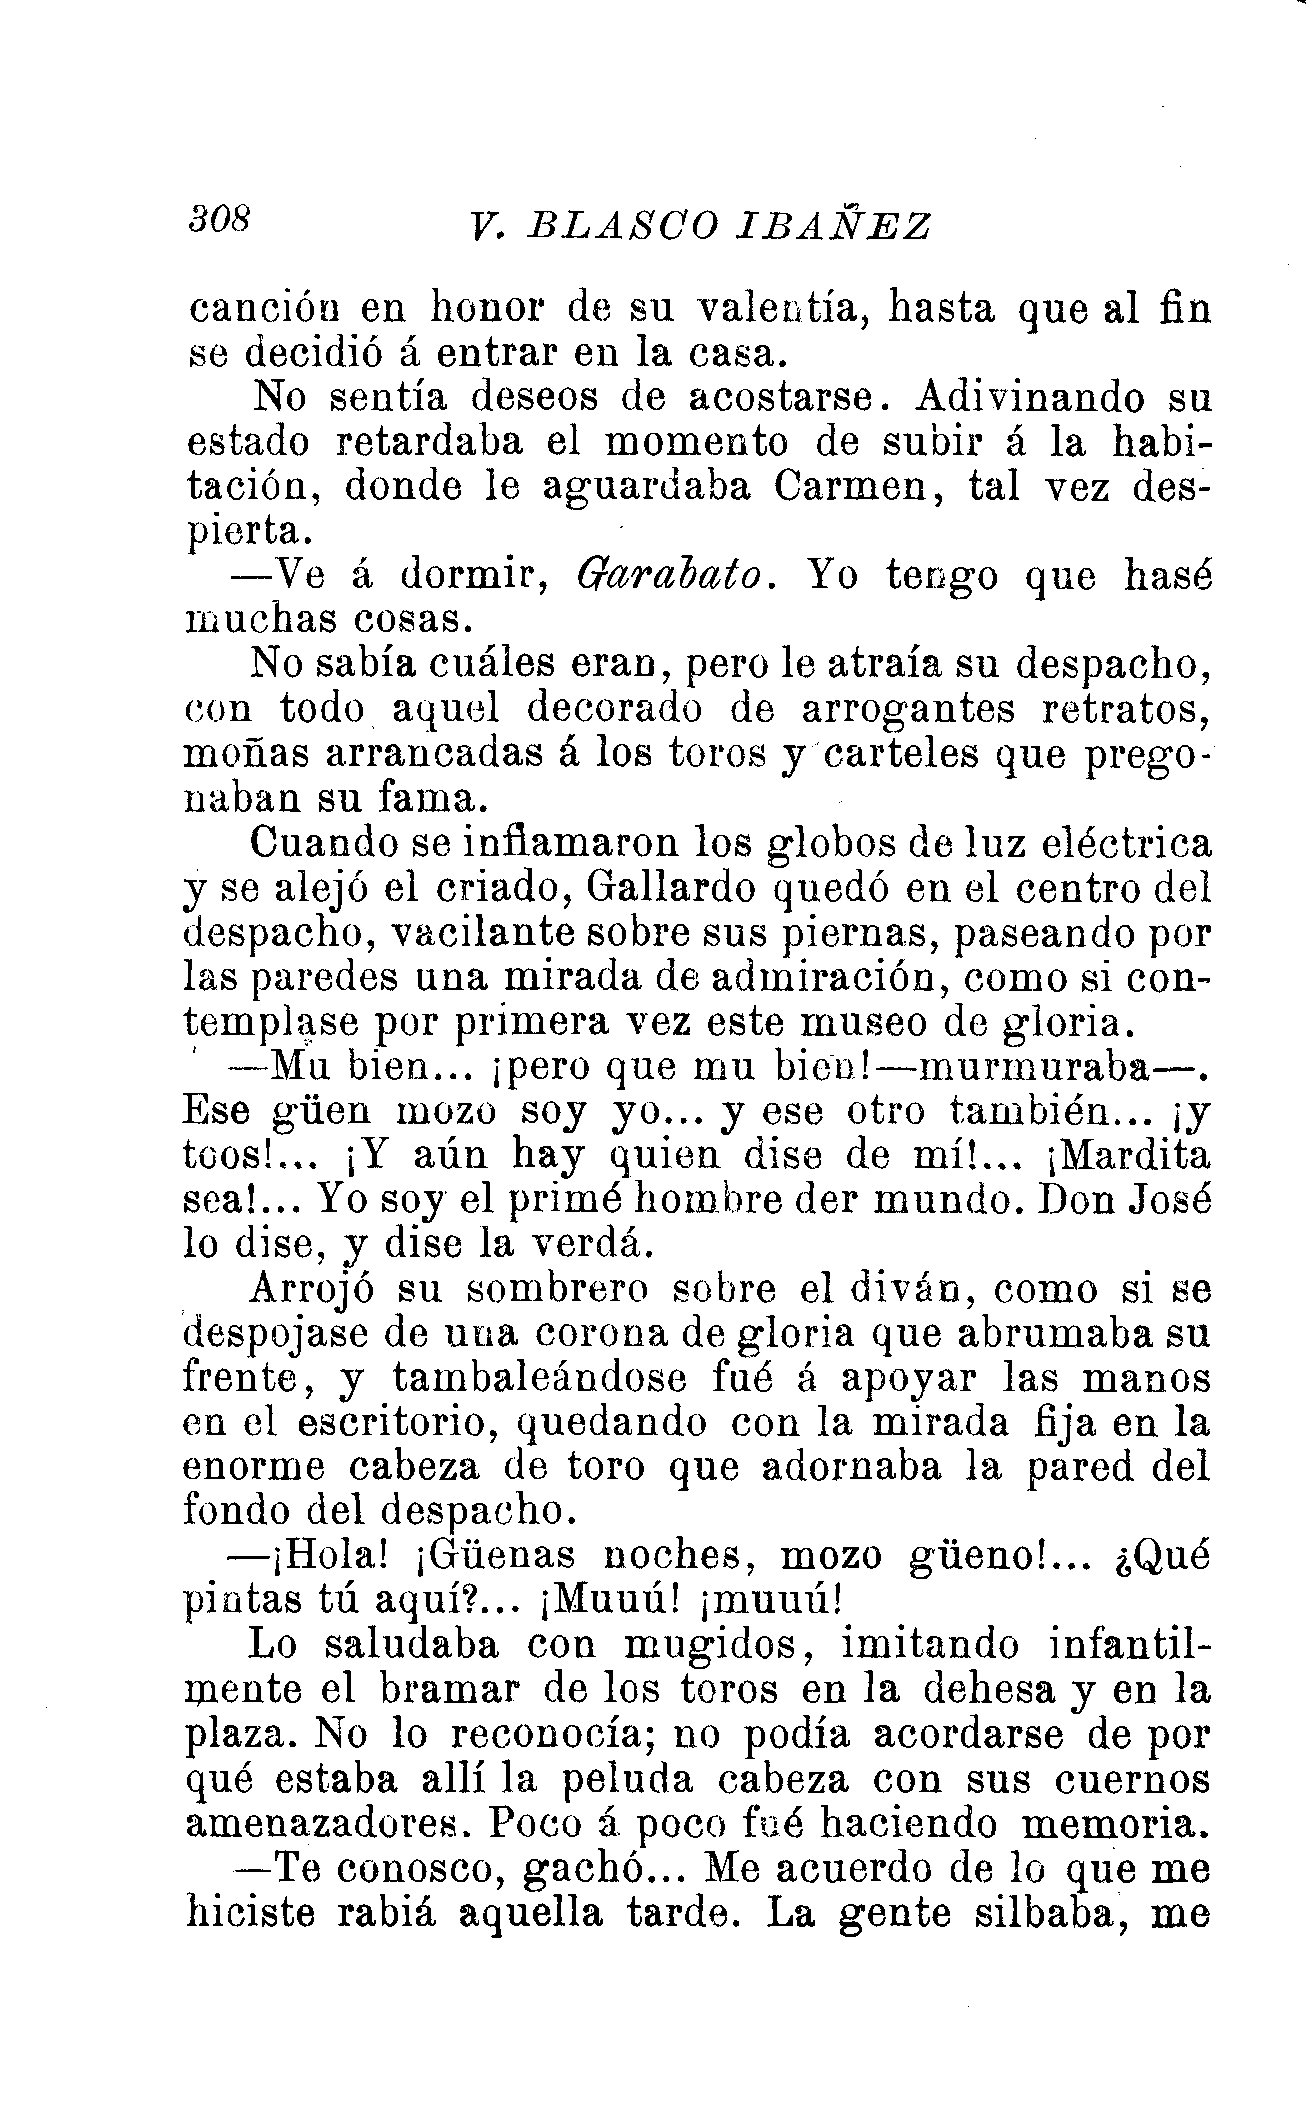 308 V. BLASCO IBAÑEZ
canción en honor de su valentía, hasta que al fin
se decidió á entrar en la casa.
No sentía deseos de acostarse. Adivinando su
estado retardaba el momento de subir á la habi-
tación, donde le aguardaba Carmen, tal vez des-
pierta.
—Ve á dormir, Garabato. Yo tengo que hasé
muchas cosas.
No sabía cuáles eran, pero le atraía su despacho,
con todo aquel decorado de arrogantes retratos,
moñas arrancadas á los toros y carteles que prego-
naban su fama.
Cuando se inflamaron los globos de luz eléctrica
y se alejó el criado, Gallardo quedó en el centro del
despacho, vacilante sobre sus piernas, paseando por
las paredes una mirada de admiración, como si con-
templase por primera vez este museo de gloria.
—Mu bien... ¡pero que mu bien!—murmuraba—.
Ese güen mozo soy yo... y ese otro también... ¡y
toos!... ¡Y aún hay quien dise de mí!... ¡Mardita
sea!... Yo soy el primé hombre der mundo. Don José
lo dise, y dise la verdá.
Arrojó su sombrero sobre el diván, como si se
despojase de una corona de gloria que abrumaba su
frente, y tambaleándose fué á apoyar las manos
en el escritorio, quedando con la mirada fija en la
enorme cabeza de toro que adornaba la pared del
fondo del despacho.
—¡Hola! ¡Güenas noches, mozo güeno!... ¿Qué
pintas tú aquí?... ¡Muuú! ¡muuú!
Lo saludaba con mugidos, imitando infantil-
mente el bramar de los toros en la dehesa y en la
plaza. No lo reconocía; no podía acordarse de por
qué estaba allí la peluda cabeza con sus cuernos
amenazadores. Poco á poco fué haciendo memoria.
—Te conosco, gachó... Me acuerdo de lo que me
hiciste rabiá aquella tarde. La gente silbaba, me